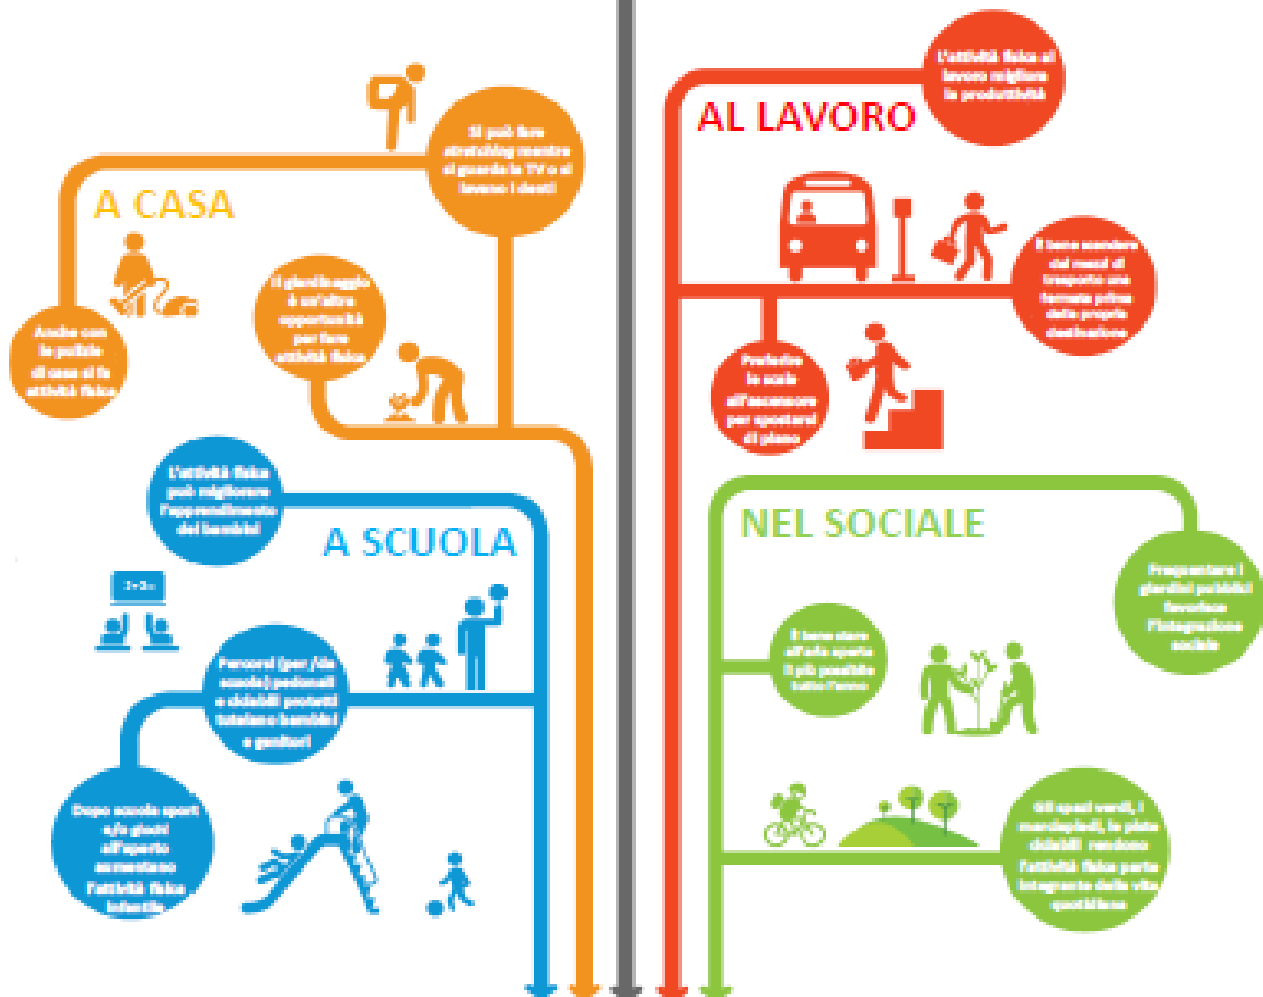 A CASA
Si può fare
stretching mentre
si guarda la TV o si
lavano i denti
Il giardinaggio
è un'altra
opportunità
per fare
attività fisica
Anche con
le pulizie
di casa si fa
attività fisica
A SCUOLA
L'attività fisica
può migliorare
l'apprendimento
dei bambini
Percorsi (per/da
scuola) pedonali
e ciclabili protetti
tutelano bambini
e genitori
Dopo scuola sport
e/o giochi
all'aperto
aumentano
l'attività fisica
infantile
AL LAVORO
L'attività fisica al
lavoro migliora
la produttività
È bene scendere
dai mezzi di
trasporto una
fermata prima
della propria
destinazione
Preferire
le scale
all'ascensore
per spostarsi
di piano
NEL SOCIALE
Frequentare i
giardini pubblici
favorisce
l'integrazione
sociale
È bene stare
all'aria aperta
il più possibile
tutto l'anno
Gli spazi verdi, i
marciapiedi, le piste
ciclabili rendono
l'attività fisica parte
integrante della vita
quotidiana